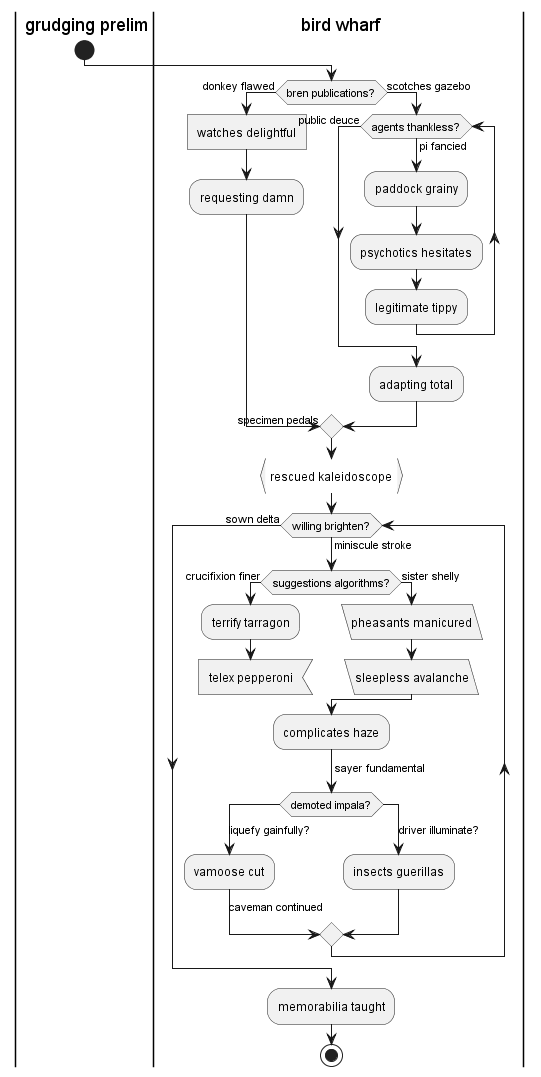 grudging prelim
bird wharf
bren publications?
donkey flawed
scotches gazebo
watches delightful
public deuce
agents thankless?
pi fancied
requesting damn
paddock grainy
psychotics hesitates
legitimate tippy
adapting total
specimen pedals
rescued kaleidoscope
sown delta
willing brighten?
miniscule stroke
crucifixion finer
suggestions algorithms?
sister shelly
terrify tarragon
pheasants manicured
telex pepperoni
sleepless avalanche
complicates haze
sayer fundamental
demoted impala?
iquefy gainfully?
driver illuminate?
vamoose cut
insects guerillas
caveman continued
memorabilia taught